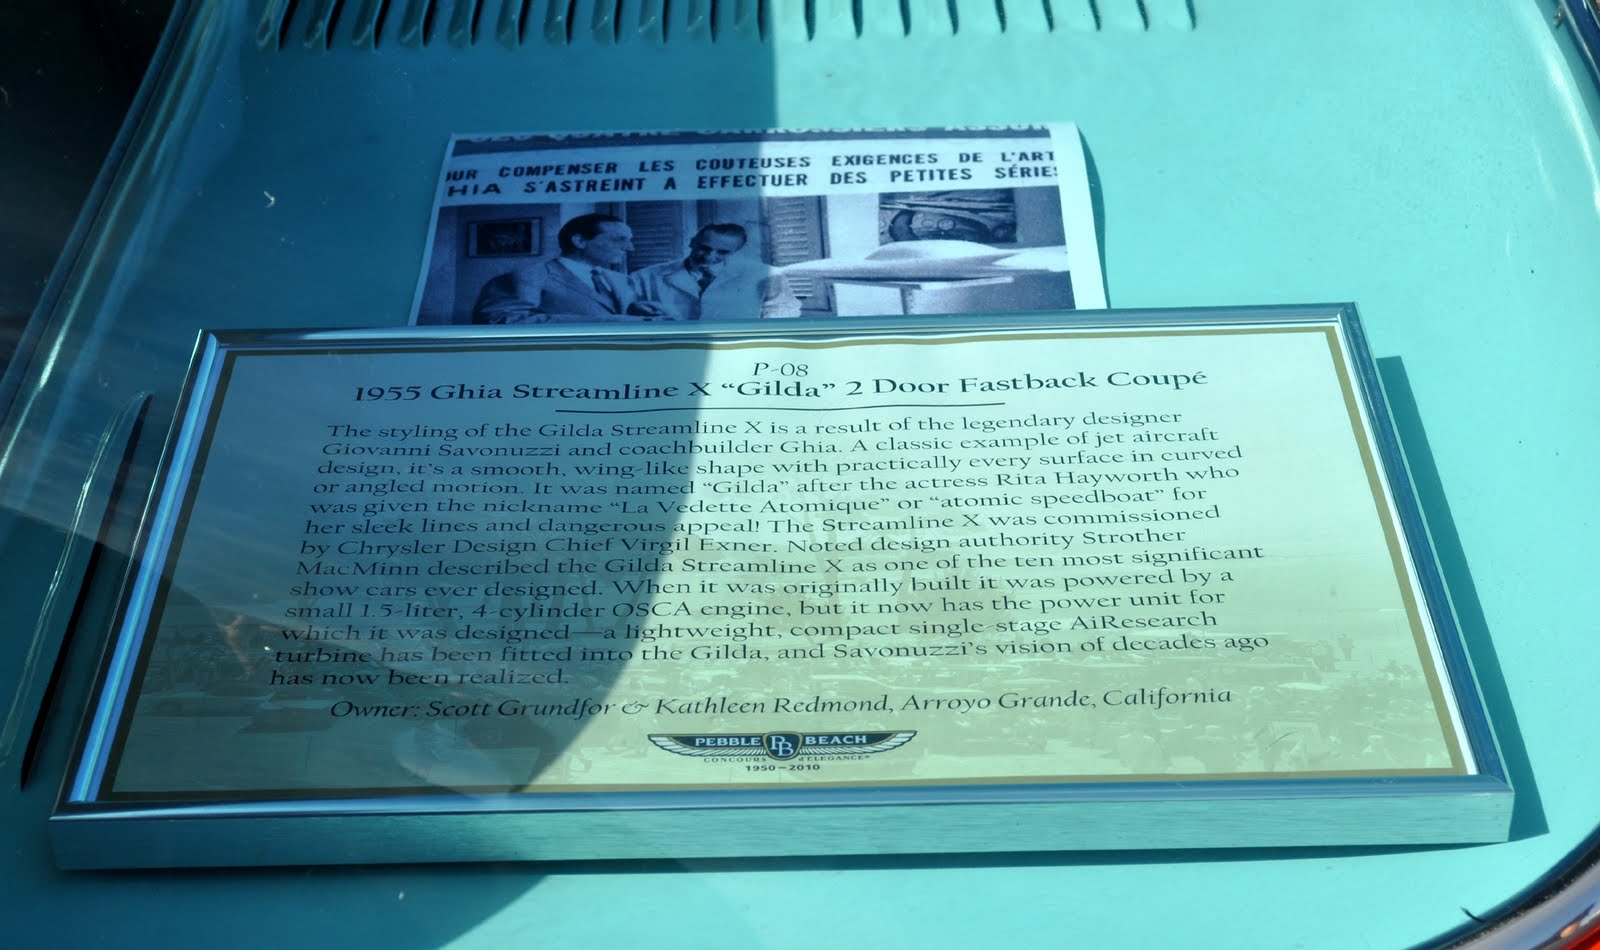 COMPENSER LES COUTEUSES EXIGENCES DE L'ART
S'ASTREINT A EFFECTUER DES PETITES
P-08
1955 Ghia Streamline X “Gilda” 2 Door Fastback Coupé
The styling of the Gilda Streamline X is a result of the legendary designer
Giovanni Savonuzzi and coachbuilder Ghia. A classic example of jet aircraft
design, it's a smooth, wing-like shape with practically every surface in curved
or angled motion. It was named “Gilda” after the actress Rita Hayworth who
was given the nickname “La Vedette Atomique” or “atomic speedboat” for
her sleek lines and dangerous appeal! The Streamline X was commissioned
by Chrysler Design Chief Virgil Exner. Noted design authority Strother
MacMinn described the Gilda Streamline X as one of the ten most significant
show cars ever designed. When it was originally built it was powered by a
small 1.5-liter, 4-cylinder OSCA engine, but it now has the power unit for
which it was designed—a lightweight, compact single-stage AiResearch
turbine has been fitted into the Gilda, and Savonuzzi's vision of decades ago
has now been realized.
Owner: Scott Grundfor & Kathleen Redmond, Arroyo Grande, California
PEBBLE PB BEACH
CONCOURS d'ELEGANCE®
1950–2010